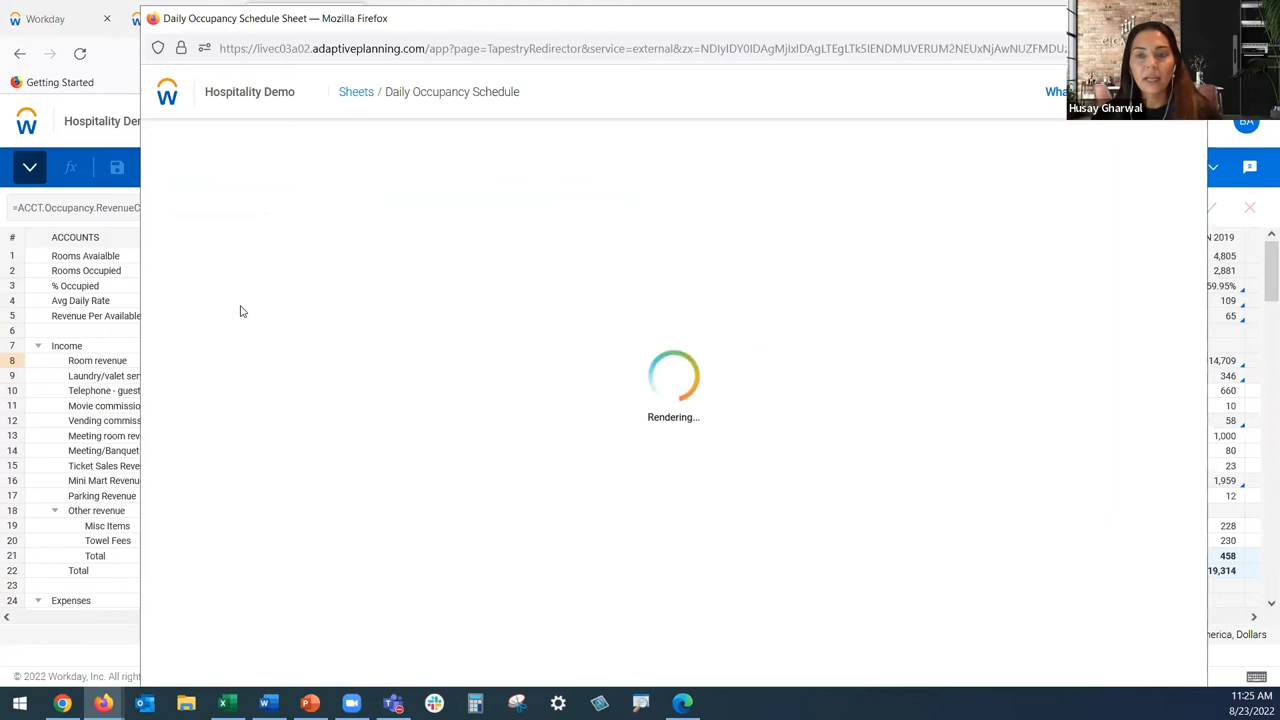 Workday
Daily Occupancy Schedule Sheet — Mozilla Firefox
https://livec03a02.adaptiveplanning.com/app?page=TapestryRedirector&service=external&zx=
Getting Started
Hospitality Demo
Sheets / Daily Occupancy Schedule
Wha
Husay Gharwal
Hospitality Der
BA
fx
=ACCT.Occupancy.RevenueC
# ACCOUNTS N 2019
1 Rooms Avaialble 4,805
2 Rooms Occupied 2,881
3 % Occupied 59.95%
4 Avg Daily Rate 109
5 Revenue Per Available 65
6
7 Income
8 Room revenue 14,709
9 Laundry/valet ser 346
10 Telephone - guest 660
11 Movie commissio 10
12 Vending commiss 58
13 Meeting room rev 1,000
14 Meeting/Banquet 80
15 Ticket Sales Reve 23
16 Mini Mart Revenu 1,959
17 Parking Revenue 12
18 Other revenue
19 Misc Items 228
20 Towel Fees 230
21 Total 458
22 Total 19,314
23
24 Expenses
Rendering...
nerica, Dollars
© 2022 Workday, Inc. All right
11:25 AM
8/23/2022